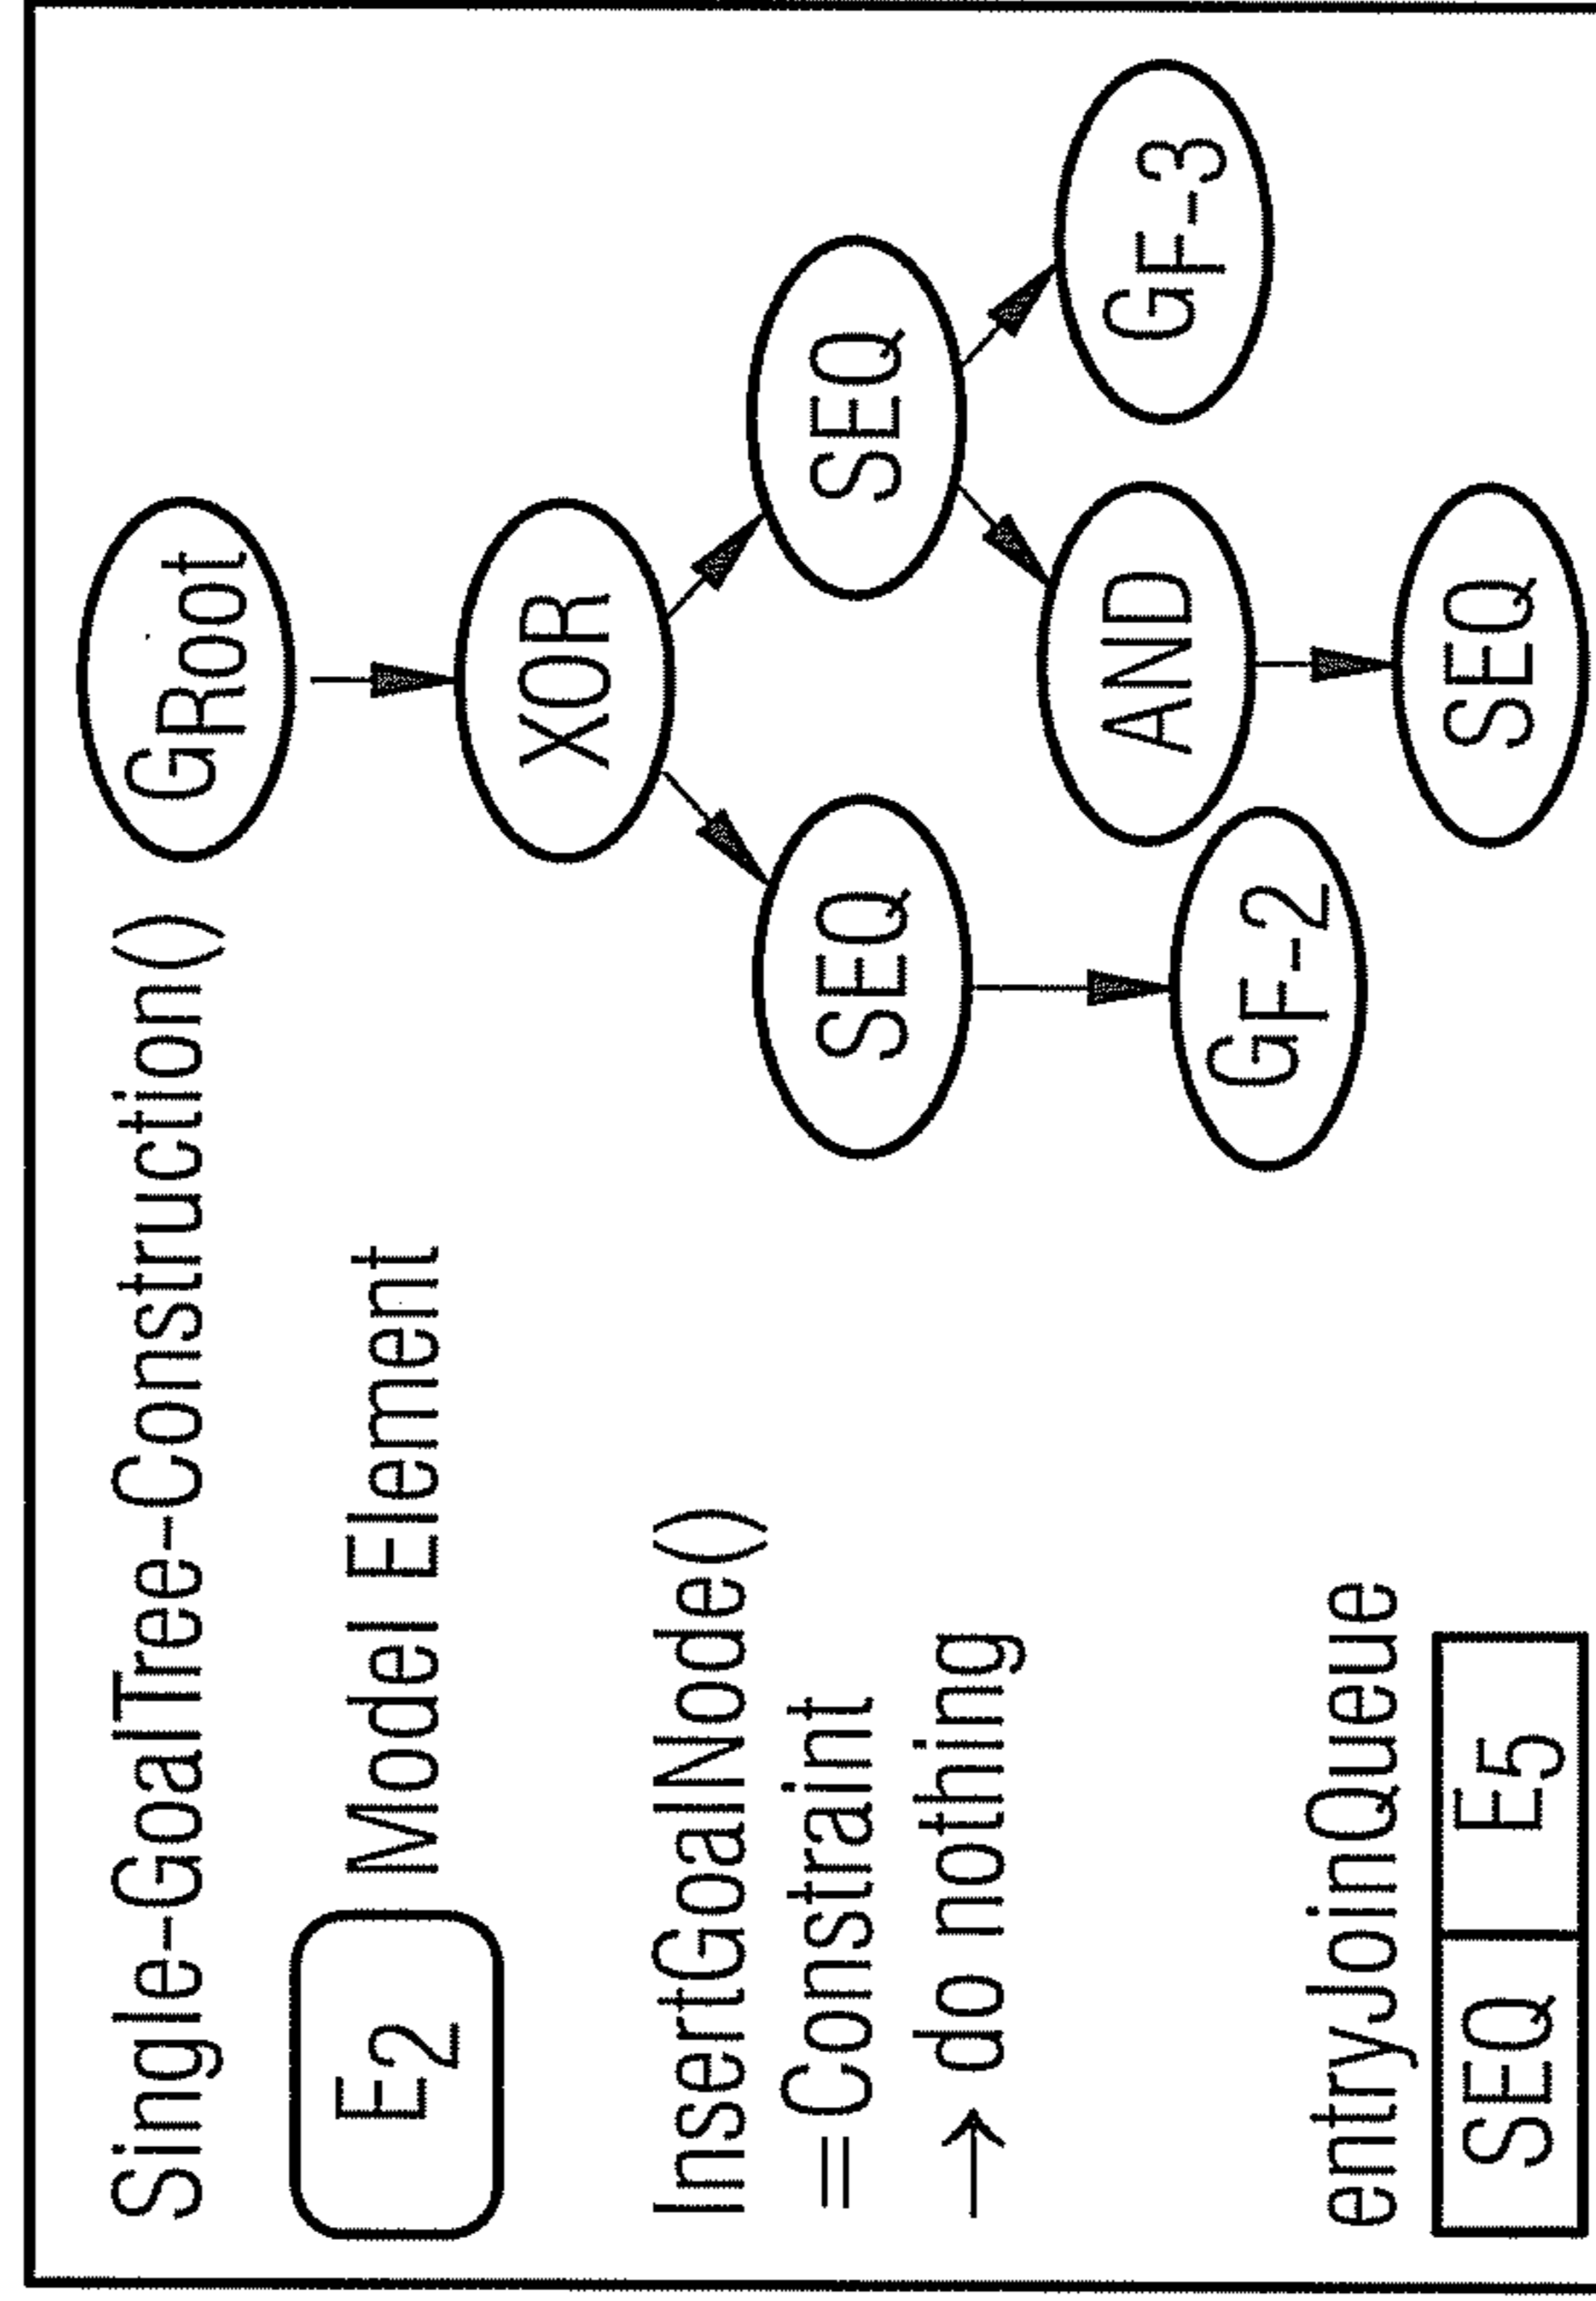 Single-GoalTree-Construction()
GRoot
E2 Model Element
XOR
InsertGoalNode()
= Constraint
→ do nothing
SEQ SEQ
AND GF-3
GF-2
entryJoinQueue
SEQ E5
SEQ